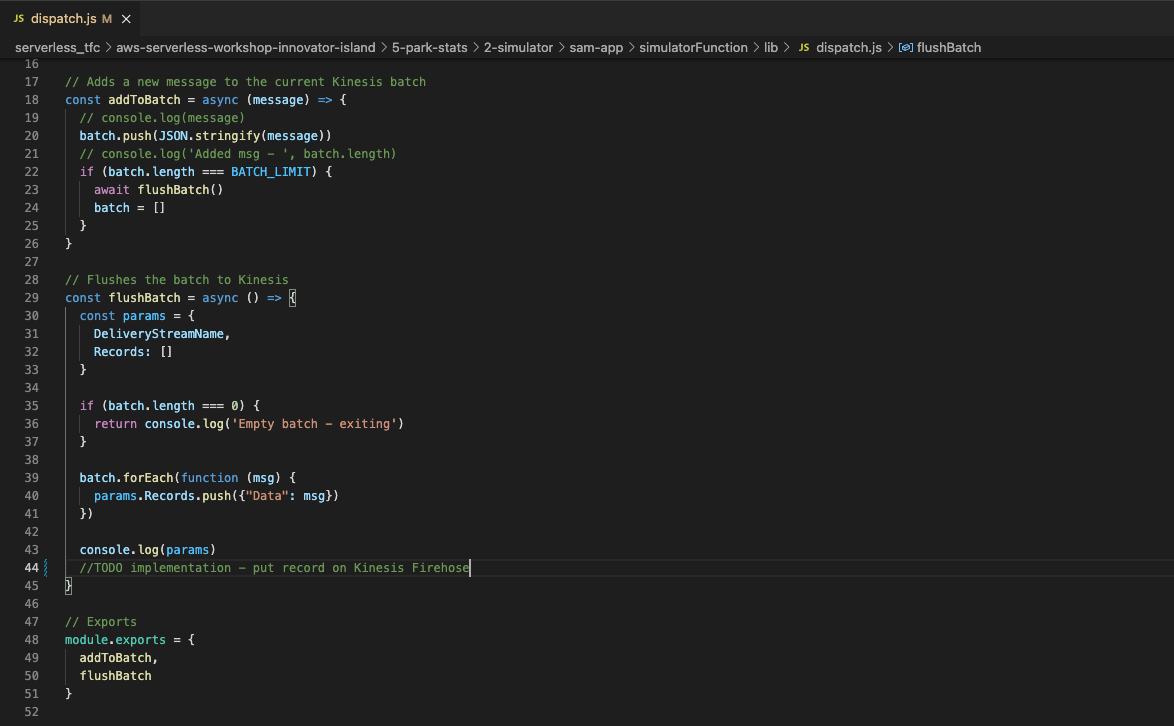 JS dispatch.js M ×
serverless_tfc > aws-serverless-workshop-innovator-island > 5-park-stats > 2-simulator > sam-app > simulatorFunction > lib > JS dispatch.js > flushBatch
16
17 // Adds a new message to the current Kinesis batch
18 const addToBatch = async (message) => {
19   // console.log(message)
20   batch.push(JSON.stringify(message))
21   // console.log('Added msg - ', batch.length)
22   if (batch.length === BATCH_LIMIT) {
23     await flushBatch()
24     batch = []
25   }
26 }
27
28 // Flushes the batch to Kinesis
29 const flushBatch = async () => {
30   const params = {
31     DeliveryStreamName,
32     Records: []
33   }
34
35   if (batch.length === 0) {
36     return console.log('Empty batch - exiting')
37   }
38
39   batch.forEach(function (msg) {
40     params.Records.push({"Data": msg})
41   })
42
43   console.log(params)
44   //TODO implementation - put record on Kinesis Firehose
45 }
46
47 // Exports
48 module.exports = {
49   addToBatch,
50   flushBatch
51 }
52